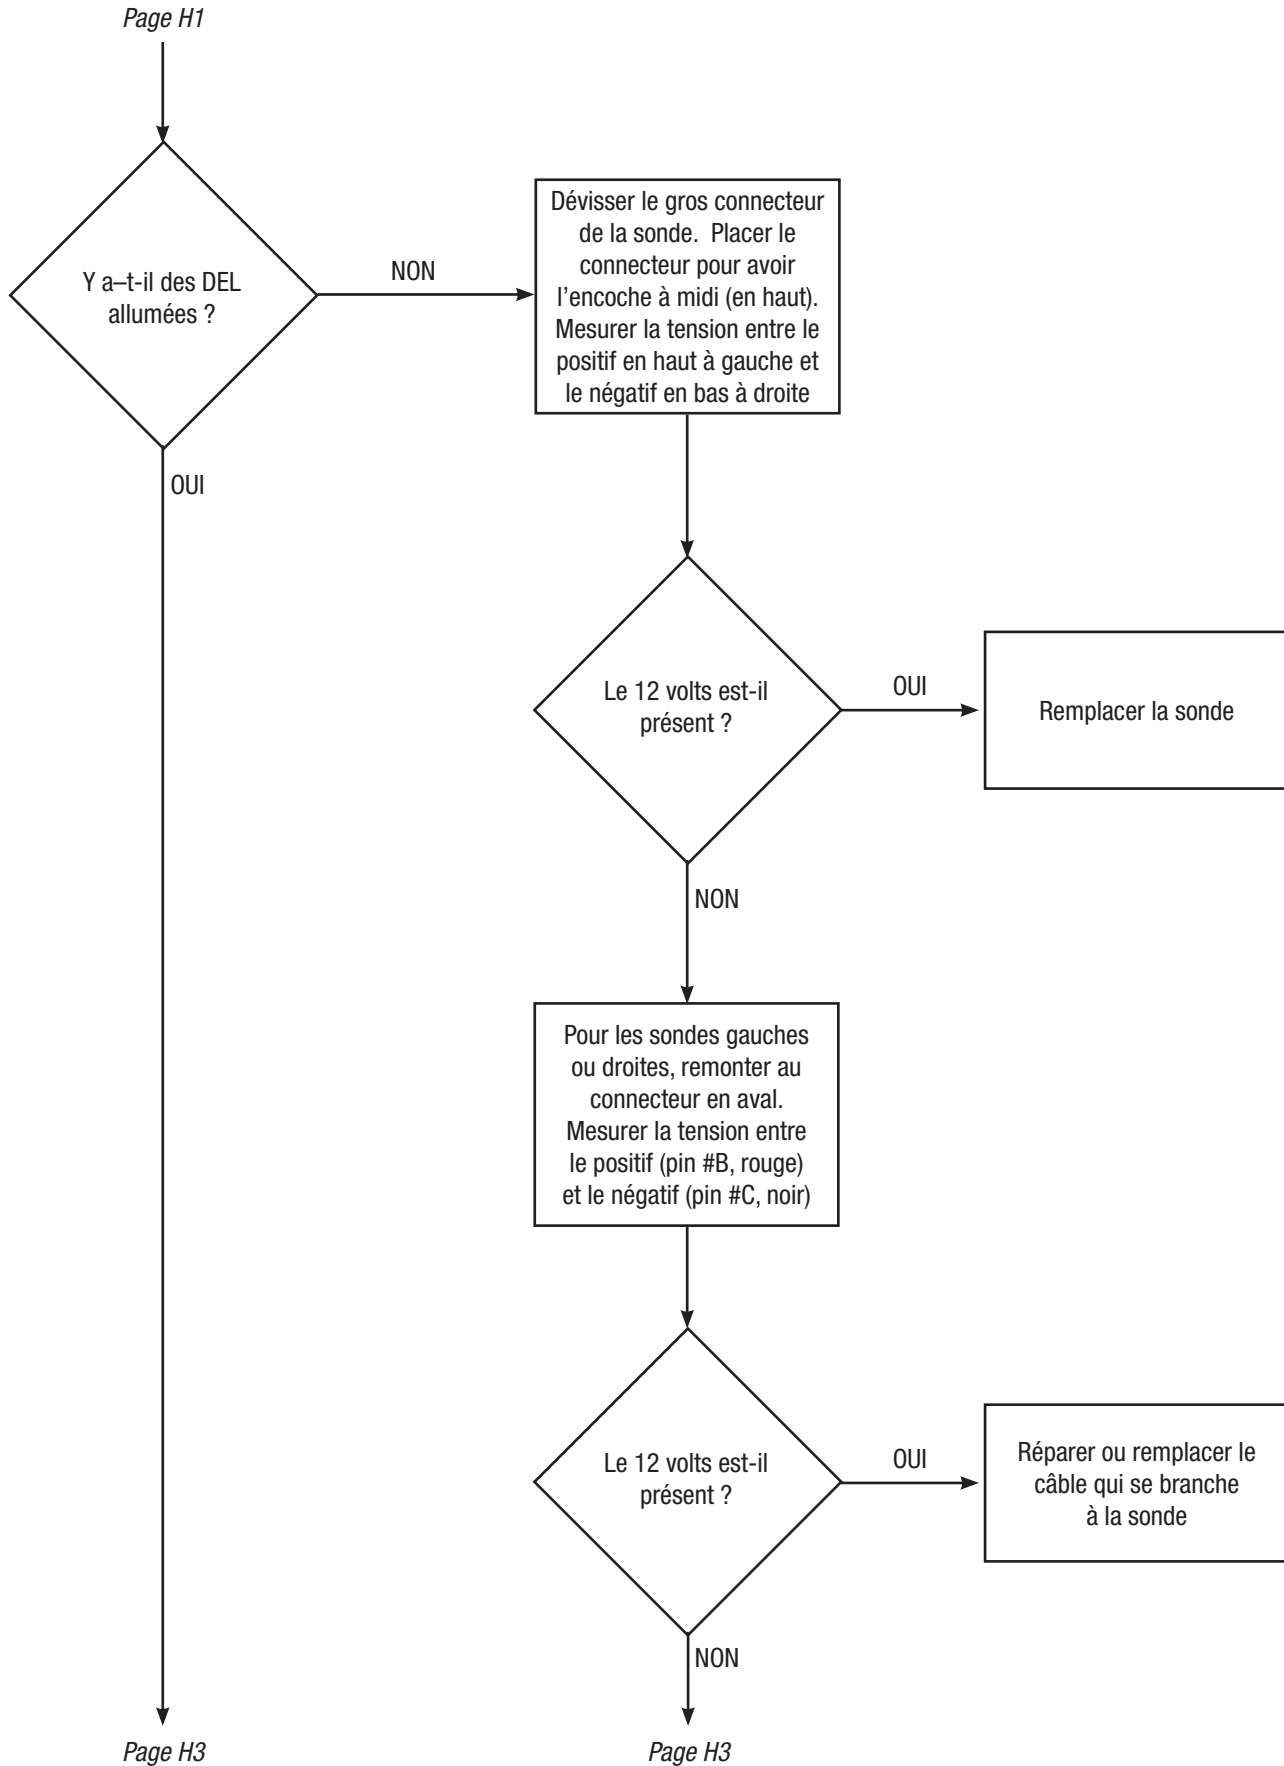 Page H1
Y a–t-il des DEL
allumées ?
NON
Dévisser le gros connecteur
de la sonde.  Placer le
connecteur pour avoir
l'encoche à midi (en haut).
Mesurer la tension entre le
positif en haut à gauche et
le négatif en bas à droite
OUI
Le 12 volts est-il
présent ?
OUI
Remplacer la sonde
NON
Pour les sondes gauches
ou droites, remonter au
connecteur en aval.
Mesurer la tension entre
le positif (pin #B, rouge)
et le négatif (pin #C, noir)
Le 12 volts est-il
présent ?
OUI
Réparer ou remplacer le
câble qui se branche
à la sonde
NON
Page H3
Page H3